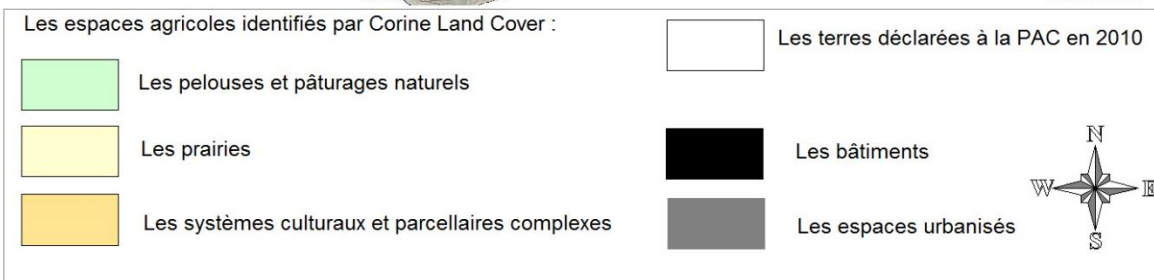 Les espaces agricoles identifiés par Corine Land Cover :
Les pelouses et pâturages naturels
Les prairies
Les systèmes culturaux et parcellaires complexes
Les terres déclarées à la PAC en 2010
Les bâtiments
Les espaces urbanisés
N
W E
S